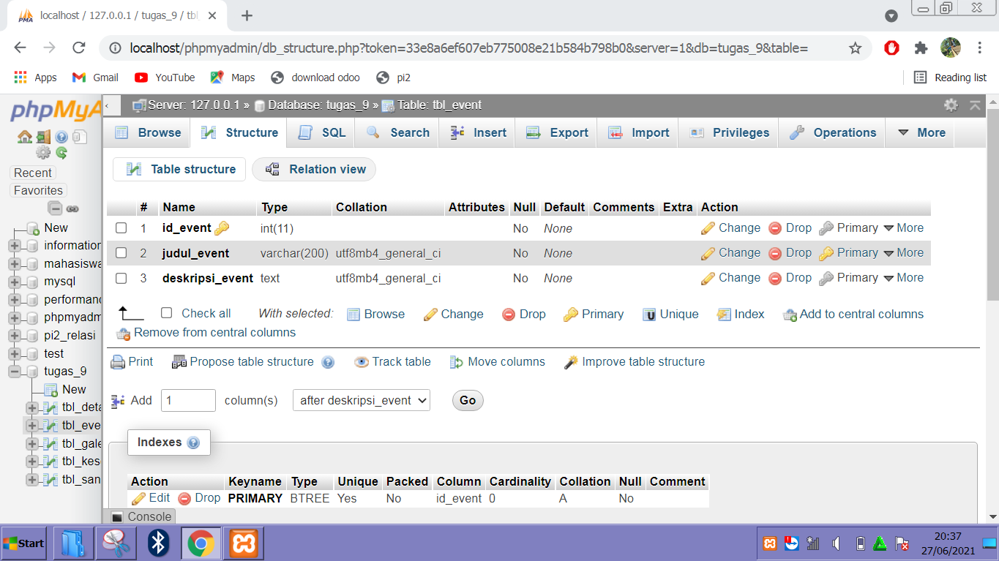 localhost / 127.0.0.1 / tugas_9 / tbl
localhost/phpmyadmin/db_structure.php?token=33e8a6ef607eb775008e21b584b798b0&server=1&db=tugas_9&table=
Apps Gmail YouTube Maps download odoo pi2 Reading list
phpMyA
Server: 127.0.0.1 » Database: tugas_9 » Table: tbl_event
Browse Structure SQL Search Insert Export Import Privileges Operations More
Recent
Favorites
New
information
mahasiswa
mysql
performanc
phpmyadm
pi2_relasi
test
tugas_9
New
tbl_deta
tbl_eve
tbl_gale
tbl_kes
tbl_san
Table structure Relation view
# Name Type Collation Attributes Null Default Comments Extra Action
1 id_event int(11) No None Change Drop Primary More
2 judul_event varchar(200) utf8mb4_general_ci No None Change Drop Primary More
3 deskripsi_event text utf8mb4_general_ci No None Change Drop Primary More
Check all With selected: Browse Change Drop Primary Unique Index Add to central columns
Remove from central columns
Print Propose table structure Track table Move columns Improve table structure
Add 1 column(s) after deskripsi_event Go
Indexes
Action Keyname Type Unique Packed Column Cardinality Collation Null Comment
Edit Drop PRIMARY BTREE Yes No id_event 0 A No
Console
Start
20:37
27/06/2021